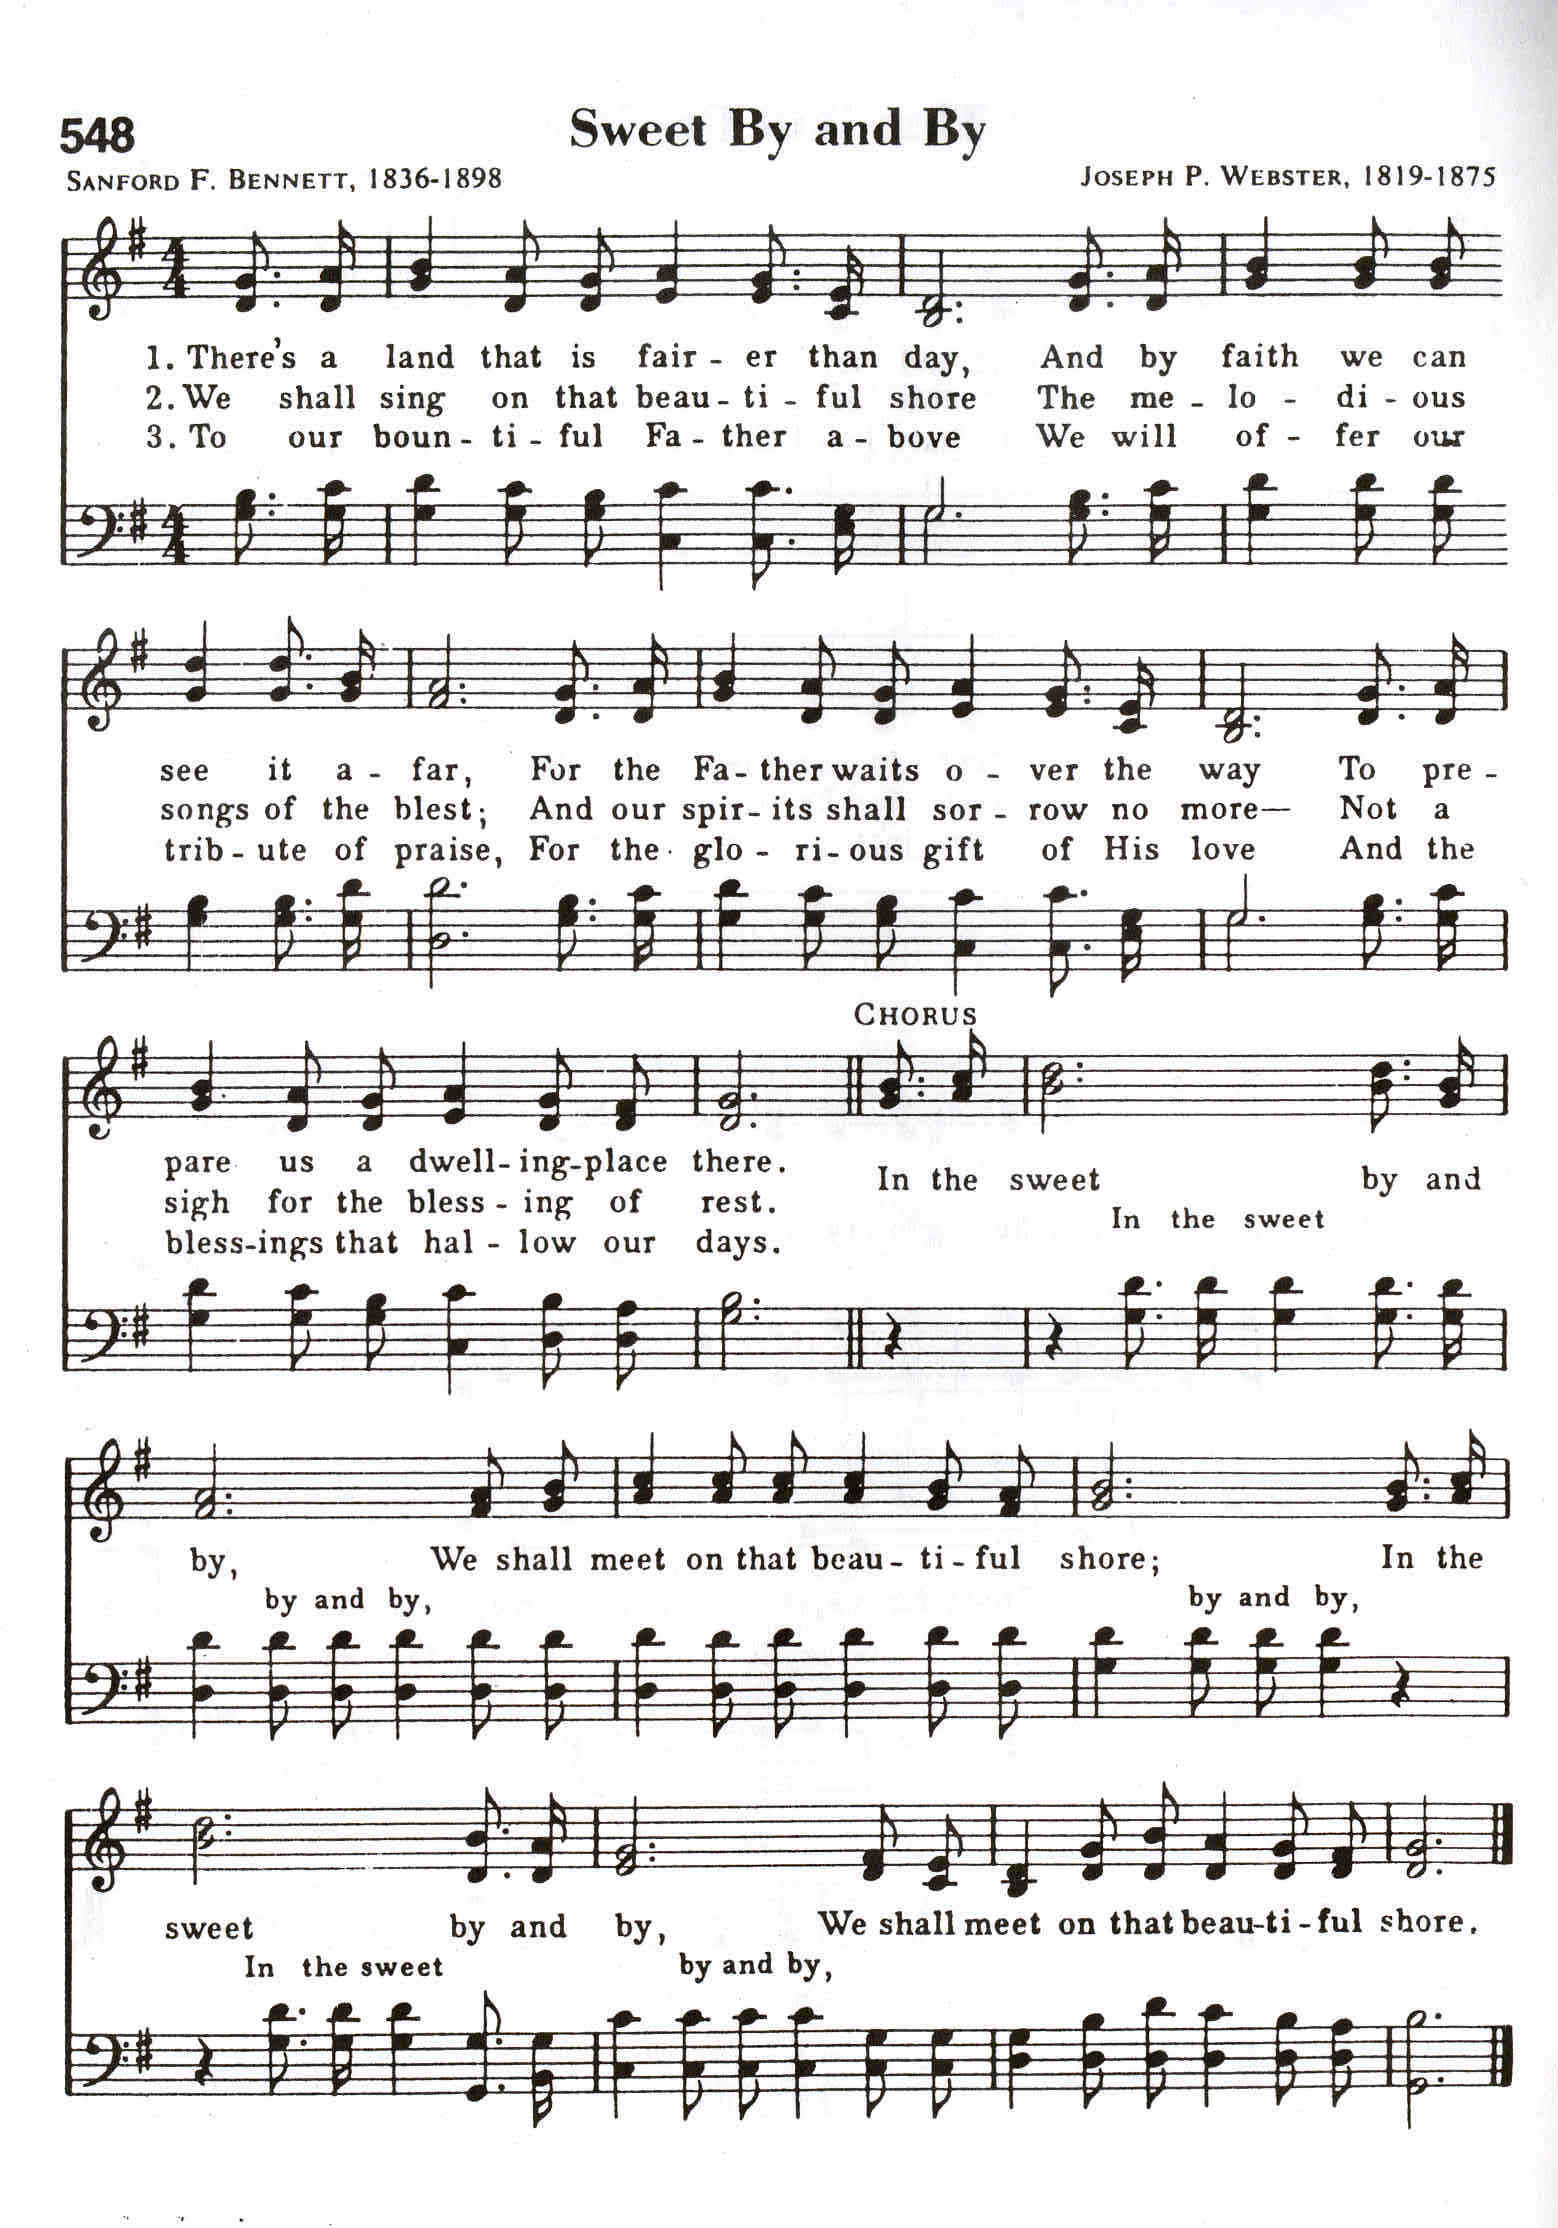 548
Sweet By and By
SANFORD F. BENNETT, 1836-1898
JOSEPH P. WEBSTER, 1819-1875
1. There's a land that is fair - er than day, And by faith we can
2. We shall sing on that beau - ti - ful shore The me - lo - di - ous
3. To our boun - ti - ful Fa - ther a - bove We will of - fer our
see it a - far, For the Fa - ther waits o - ver the way To pre -
songs of the blest; And our spir - its shall sor - row no more— Not a
trib - ute of praise, For the glo - ri - ous gift of His love And the
CHORUS
pare us a dwell - ing-place there.
sigh for the bless - ing of rest.
bless-ings that hal - low our days.
In the sweet by and
In the sweet
by, We shall meet on that beau - ti - ful shore; In the
by and by, by and by,
sweet by and by, We shall meet on that beau-ti - ful shore.
In the sweet by and by,